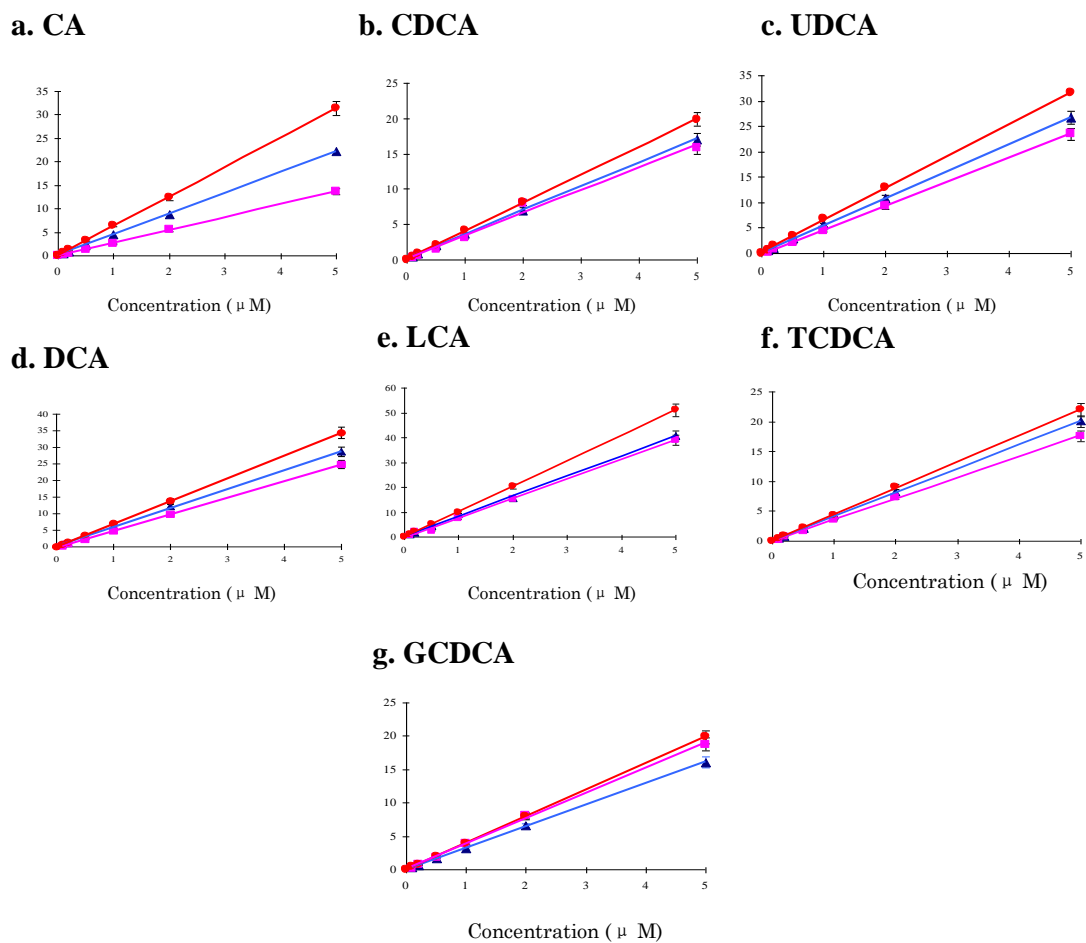 a. CA
b. CDCA
c. UDCA
35
30
25
20
15
10
5
0
0 1 2 3 4 5
Concentration ( μ M)
25
20
15
10
5
0
0 1 2 3 4 5
Concentration ( μ M)
35
30
25
20
15
10
5
0
0 1 2 3 4 5
Concentration ( μ M)
d. DCA
e. LCA
f. TCDCA
40
35
30
25
20
15
10
5
0
0 1 2 3 4 5
Concentration ( μ M)
60
50
40
30
20
10
0
0 1 2 3 4 5
Concentration ( μ M)
25
20
15
10
5
0
0 1 2 3 4 5
Concentration ( μ M)
g. GCDCA
25
20
15
10
5
0
0 1 2 3 4 5
Concentration ( μ M)